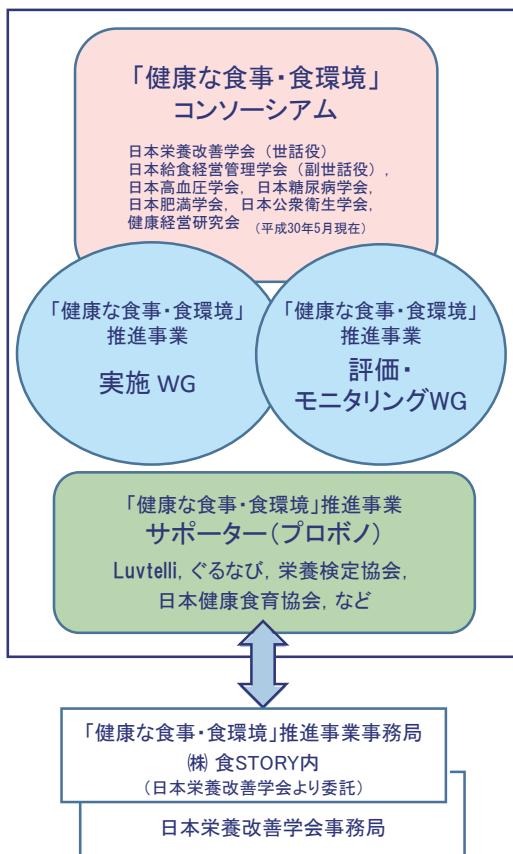 「健康な食事・食環境」
コンソーシアム
日本栄養改善学会（世話役）
日本給食経営管理学会（副世話役）,
日本高血圧学会, 日本糖尿病学会,
日本肥満学会, 日本公衆衛生学会,
健康経営研究会 （平成30年5月現在）
「健康な食事・食環境」
推進事業
実施 WG
「健康な食事・食環境」
推進事業
評価・
モニタリングWG
「健康な食事・食環境」推進事業
サポーター（プロボノ）
Luvtelli, ぐるなび, 栄養検定協会,
日本健康食育協会, など
「健康な食事・食環境」推進事業事務局
㈱ 食STORY内
（日本栄養改善学会より委託）
日本栄養改善学会事務局